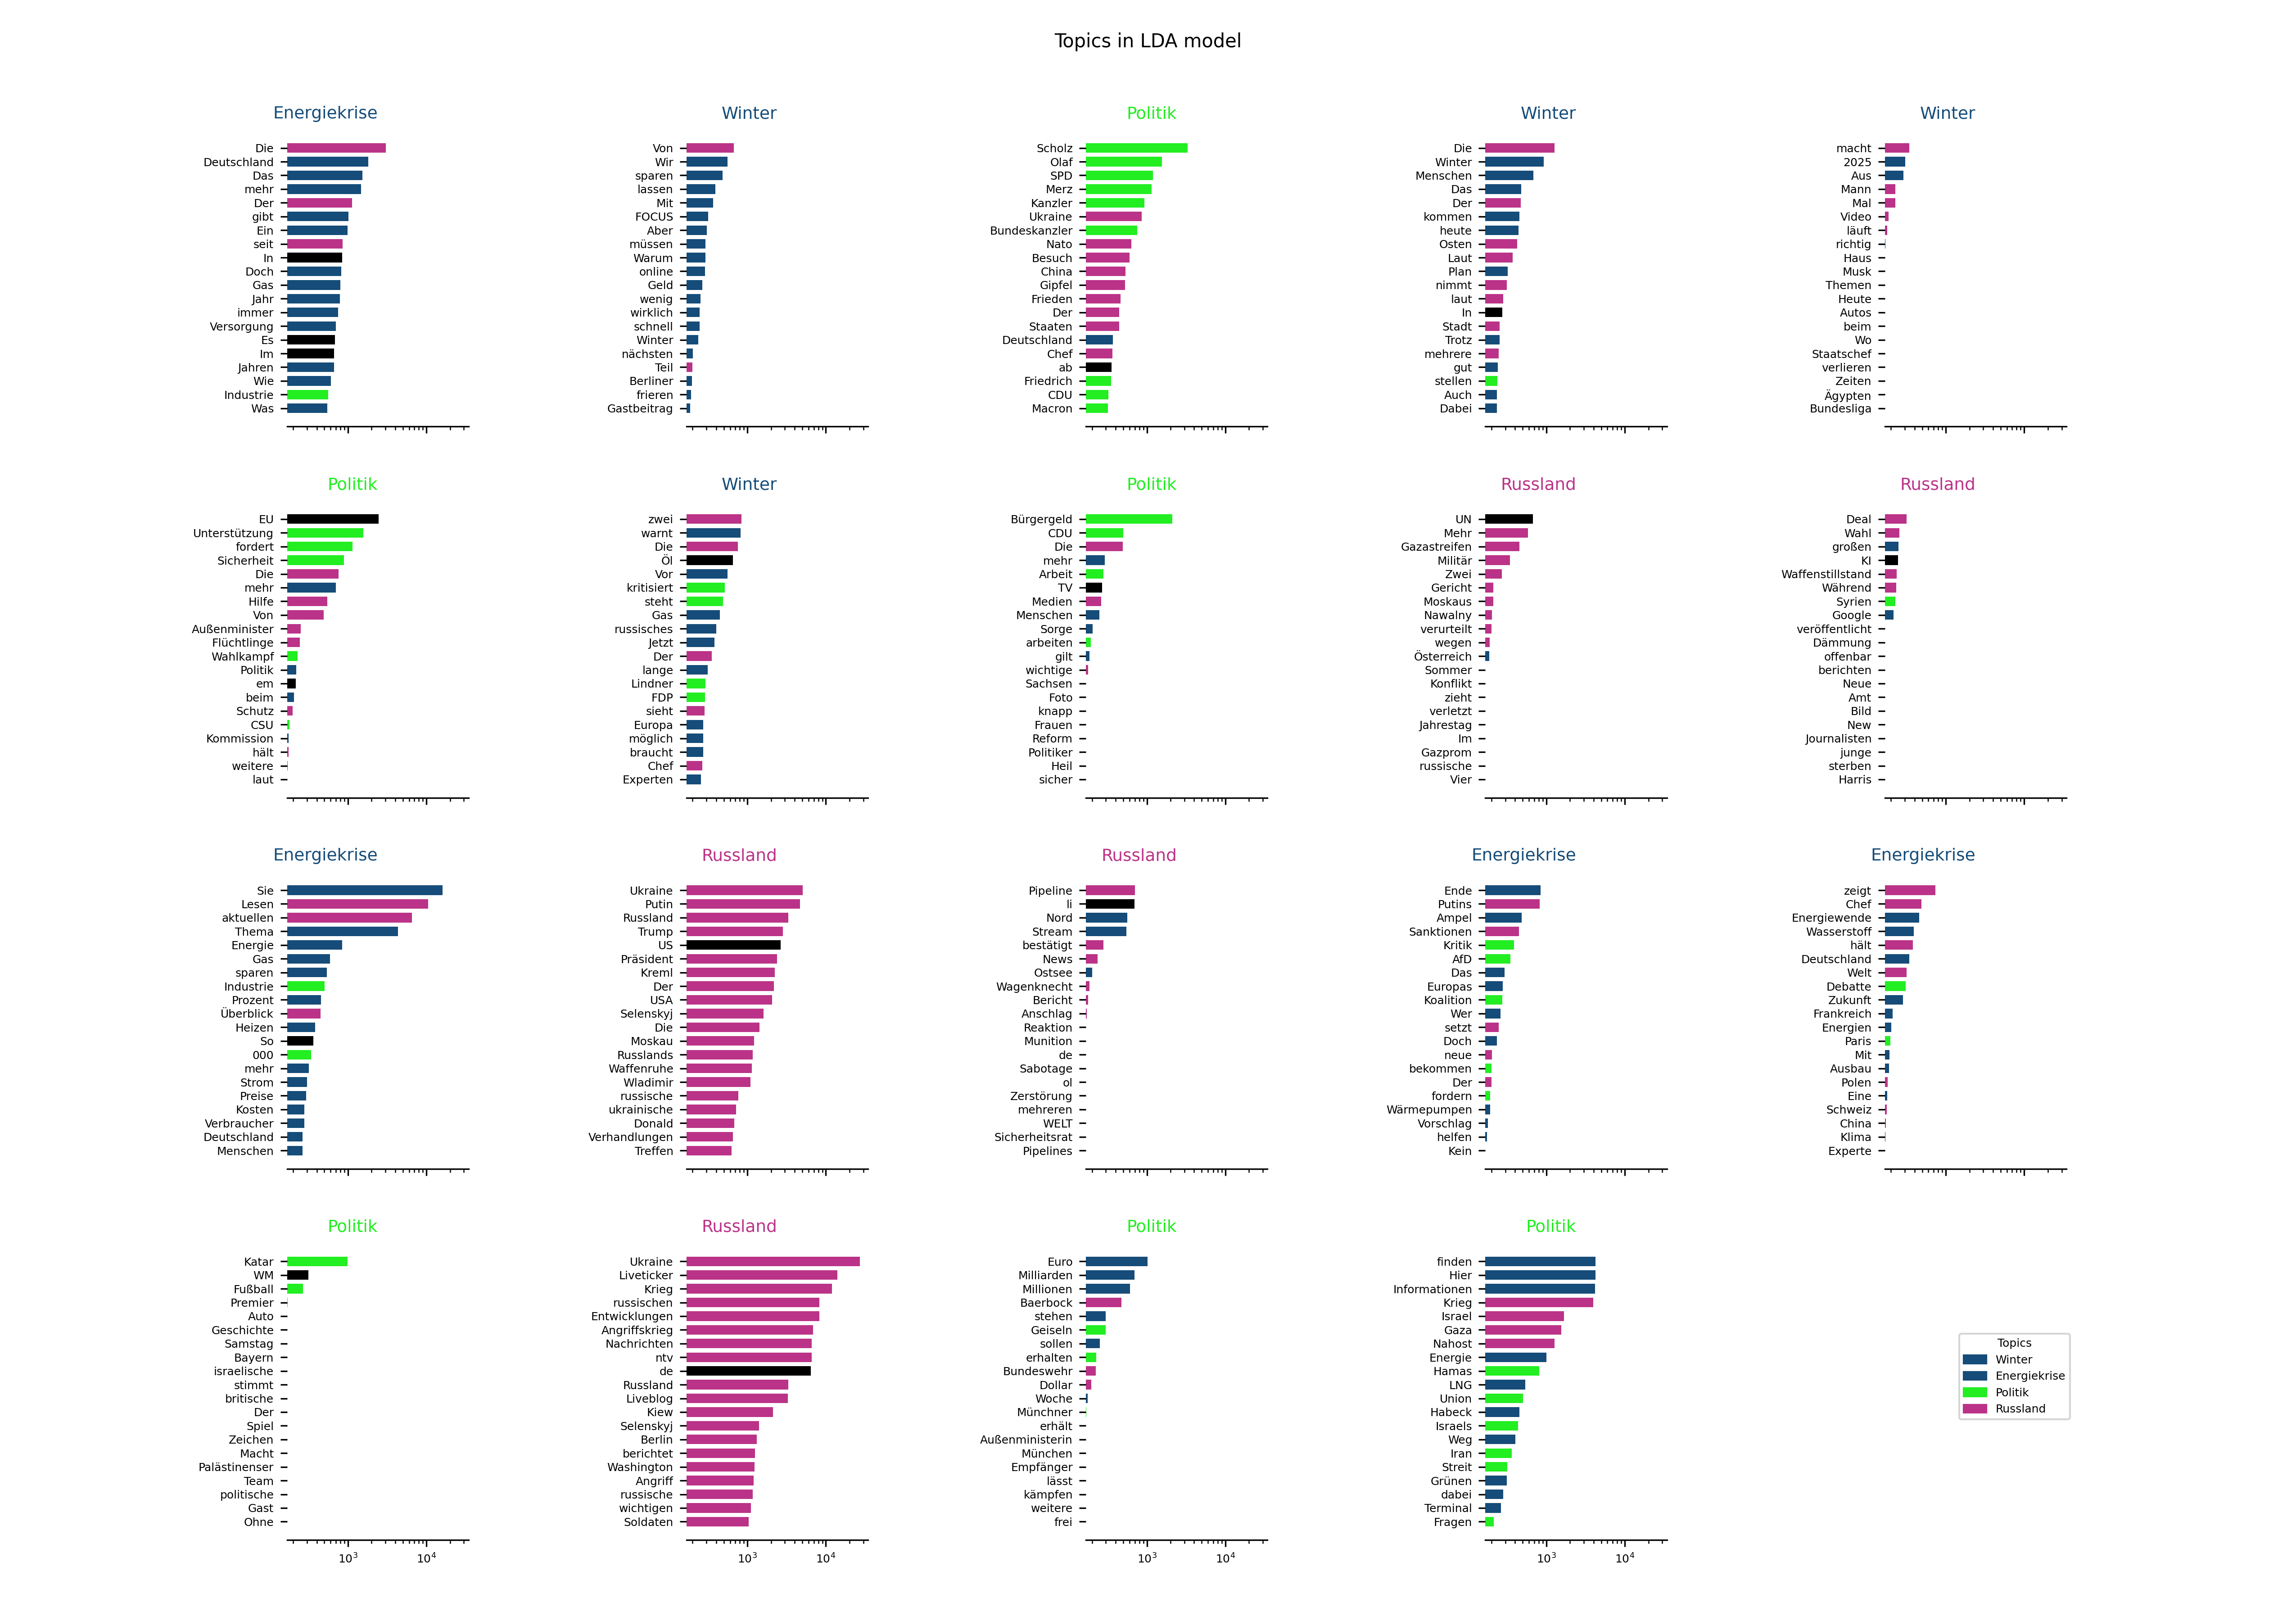 Topics in LDA model
Energiekrise
Die
Deutschland
Das
mehr
Der
gibt
Ein
seit
In
Doch
Gas
Jahr
immer
Versorgung
Es
Im
Jahren
Wie
Industrie
Was
Winter
Von
Wir
sparen
lassen
Mit
FOCUS
Aber
müssen
Warum
online
Geld
wenig
wirklich
schnell
Winter
nächsten
Teil
Berliner
frieren
Gastbeitrag
Politik
Scholz
Olaf
SPD
Merz
Kanzler
Ukraine
Bundeskanzler
Nato
Besuch
China
Gipfel
Frieden
Der
Staaten
Deutschland
Chef
ab
Friedrich
CDU
Macron
Winter
Die
Winter
Menschen
Das
Der
kommen
heute
Osten
Laut
Plan
nimmt
laut
In
Stadt
Trotz
mehrere
gut
stellen
Auch
Dabei
Winter
macht
2025
Aus
Mann
Mal
Video
läuft
richtig
Haus
Musk
Themen
Heute
Autos
beim
Wo
Staatschef
verlieren
Zeiten
Ägypten
Bundesliga
Politik
EU
Unterstützung
fordert
Sicherheit
Die
mehr
Hilfe
Von
Außenminister
Flüchtlinge
Wahlkampf
Politik
em
beim
Schutz
CSU
Kommission
hält
weitere
laut
Winter
zwei
warnt
Die
Öl
Vor
kritisiert
steht
Gas
russisches
Jetzt
Der
lange
Lindner
FDP
sieht
Europa
möglich
braucht
Chef
Experten
Politik
Bürgergeld
CDU
Die
mehr
Arbeit
TV
Medien
Menschen
Sorge
arbeiten
gilt
wichtige
Sachsen
Foto
knapp
Frauen
Reform
Politiker
Heil
sicher
Russland
UN
Mehr
Gazastreifen
Militär
Zwei
Gericht
Moskaus
Nawalny
verurteilt
wegen
Österreich
Sommer
Konflikt
zieht
verletzt
Jahrestag
Im
Gazprom
russische
Vier
Russland
Deal
Wahl
großen
KI
Waffenstillstand
Während
Syrien
Google
veröffentlicht
Dämmung
offenbar
berichten
Neue
Amt
Bild
New
Journalisten
junge
sterben
Harris
Energiekrise
Sie
Lesen
aktuellen
Thema
Energie
Gas
sparen
Industrie
Prozent
Überblick
Heizen
So
000
mehr
Strom
Preise
Kosten
Verbraucher
Deutschland
Menschen
Russland
Ukraine
Putin
Russland
Trump
US
Präsident
Kreml
Der
USA
Selenskyj
Die
Moskau
Russlands
Waffenruhe
Wladimir
russische
ukrainische
Donald
Verhandlungen
Treffen
Russland
Pipeline
li
Nord
Stream
bestätigt
News
Ostsee
Wagenknecht
Bericht
Anschlag
Reaktion
Munition
de
Sabotage
ol
Zerstörung
mehreren
WELT
Sicherheitsrat
Pipelines
Energiekrise
Ende
Putins
Ampel
Sanktionen
Kritik
AfD
Das
Europas
Koalition
Wer
setzt
Doch
neue
bekommen
Der
fordern
Wärmepumpen
Vorschlag
helfen
Kein
Energiekrise
zeigt
Chef
Energiewende
Wasserstoff
hält
Deutschland
Welt
Debatte
Zukunft
Frankreich
Energien
Paris
Mit
Ausbau
Polen
Eine
Schweiz
China
Klima
Experte
Politik
Katar
WM
Fußball
Premier
Auto
Geschichte
Samstag
Bayern
israelische
stimmt
britische
Der
Spiel
Zeichen
Macht
Palästinenser
Team
politische
Gast
Ohne
10³ 10⁴
Russland
Ukraine
Liveticker
Krieg
russischen
Entwicklungen
Angriffskrieg
Nachrichten
ntv
de
Russland
Liveblog
Kiew
Selenskyj
Berlin
berichtet
Washington
Angriff
russische
wichtigen
Soldaten
10³ 10⁴
Politik
Euro
Milliarden
Millionen
Baerbock
stehen
Geiseln
sollen
erhalten
Bundeswehr
Dollar
Woche
Münchner
erhält
Außenministerin
München
Empfänger
lässt
kämpfen
weitere
frei
10³ 10⁴
Politik
finden
Hier
Informationen
Krieg
Israel
Gaza
Nahost
Energie
Hamas
LNG
Union
Habeck
Israels
Weg
Iran
Streit
Grünen
dabei
Terminal
Fragen
10³ 10⁴
Topics
Winter
Energiekrise
Politik
Russland